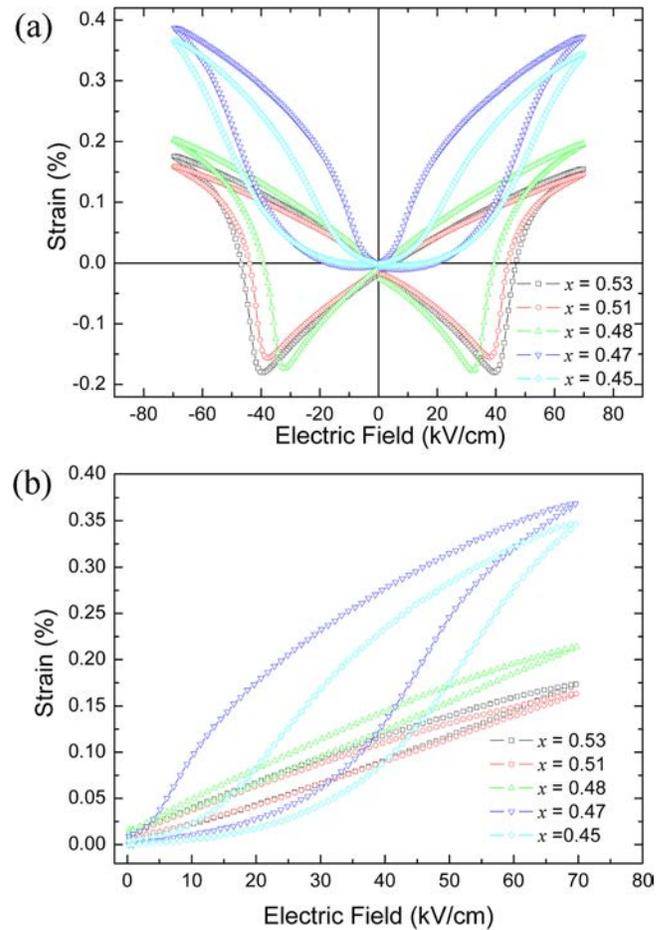 (a)
0.4
0.3
0.2
0.1
0.0
-0.1
-0.2
Strain (%)
x = 0.53
x = 0.51
x = 0.48
x = 0.47
x = 0.45
-80 -60 -40 -20 0 20 40 60 80
Electric Field (kV/cm)
(b)
0.40
0.35
0.30
0.25
0.20
0.15
0.10
0.05
0.00
Strain (%)
x = 0.53
x = 0.51
x = 0.48
x = 0.47
x =0.45
0 10 20 30 40 50 60 70 80
Electric Field (kV/cm)